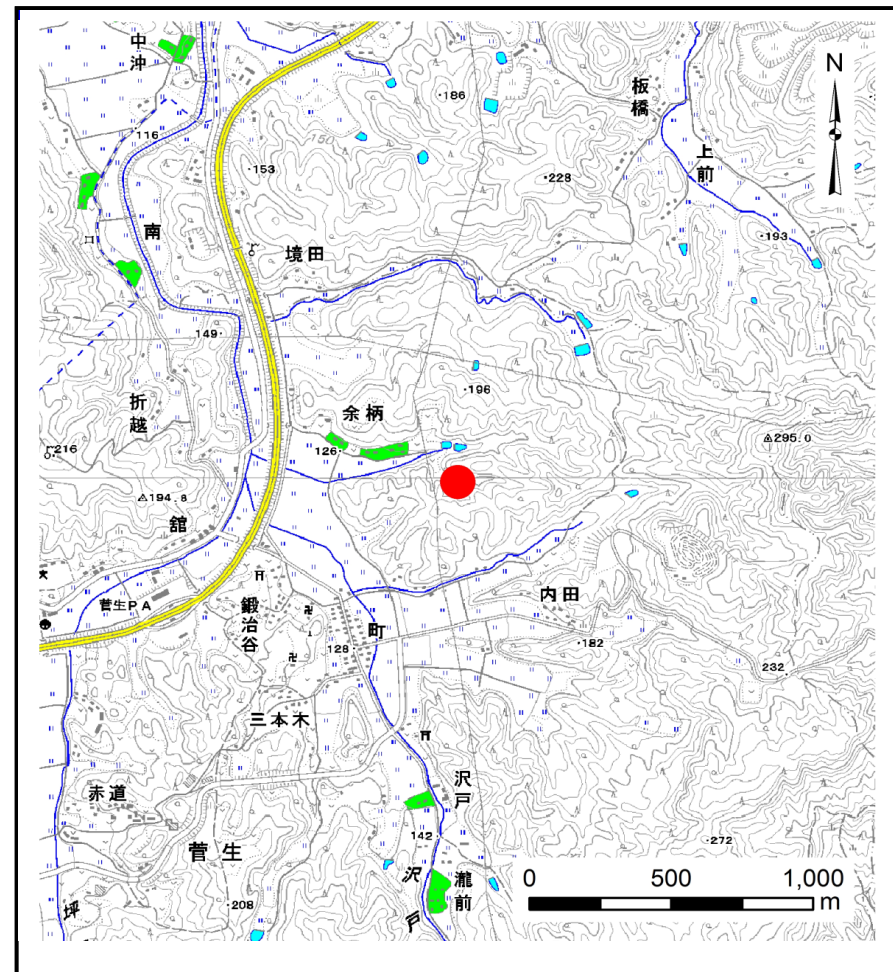 中沖
116
186
N
板橋
上前
150
153
228
南
境田
193
149
196
折越
余柄
126
216
295.0
194.8
舘
菅生PA
鍛冶谷
町
128
内田
182
232
三本木
沢戸
赤道
142
272
菅生
沢戸
瀧前
208
坪
0 500 1,000
m